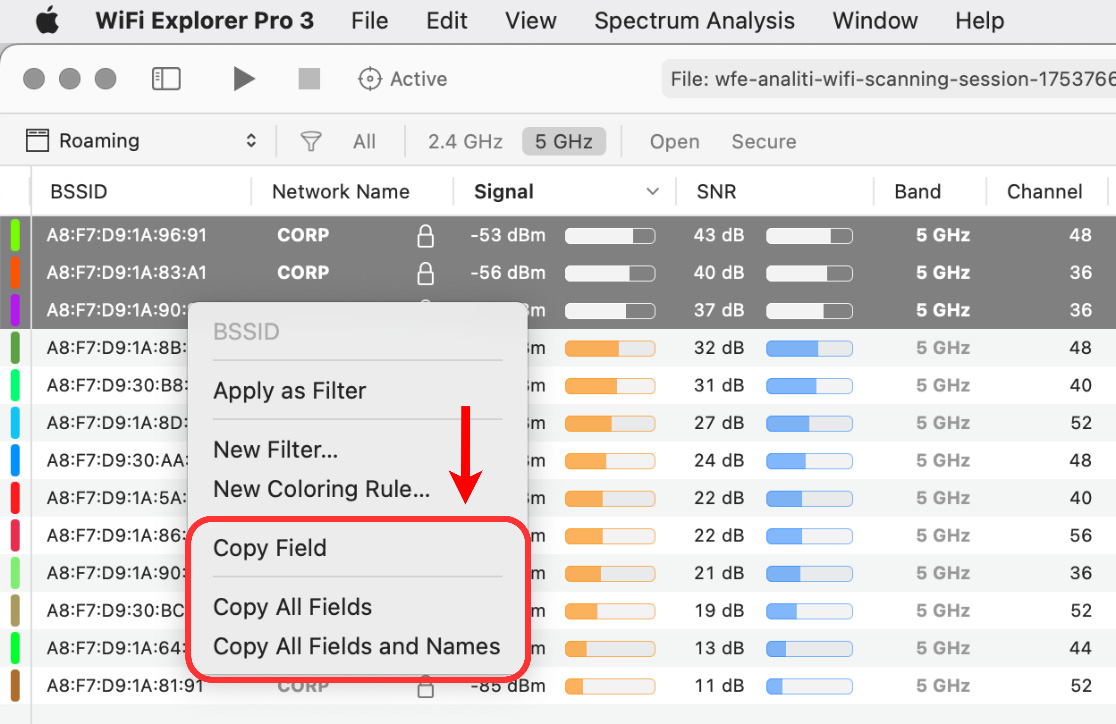 WiFi Explorer Pro 3 File Edit View Spectrum Analysis Window Help
Active File: wfe-analiti-wifi-scanning-session-1753766
Roaming All 2.4 GHz 5 GHz Open Secure
BSSID Network Name Signal SNR Band Channel
A8:F7:D9:1A:96:91 CORP -53 dBm 43 dB 5 GHz 48
A8:F7:D9:1A:83:A1 CORP -56 dBm 40 dB 5 GHz 36
A8:F7:D9:1A:90: 3m 37 dB 5 GHz 36
BSSID
A8:F7:D9:1A:8B: m 32 dB 5 GHz 48
A8:F7:D9:30:B8: m 31 dB 5 GHz 40
Apply as Filter
A8:F7:D9:1A:8D: m 27 dB 5 GHz 52
New Filter...
A8:F7:D9:30:AA: m 24 dB 5 GHz 48
New Coloring Rule...
A8:F7:D9:1A:5A: m 22 dB 5 GHz 40
A8:F7:D9:1A:86: m 22 dB 5 GHz 56
Copy Field
A8:F7:D9:1A:90: m 21 dB 5 GHz 36
Copy All Fields
A8:F7:D9:30:BC m 19 dB 5 GHz 52
A8:F7:D9:1A:64: m 13 dB 5 GHz 44
Copy All Fields and Names
A8:F7:D9:1A:81:91 CORP -85 dBm 11 dB 5 GHz 52